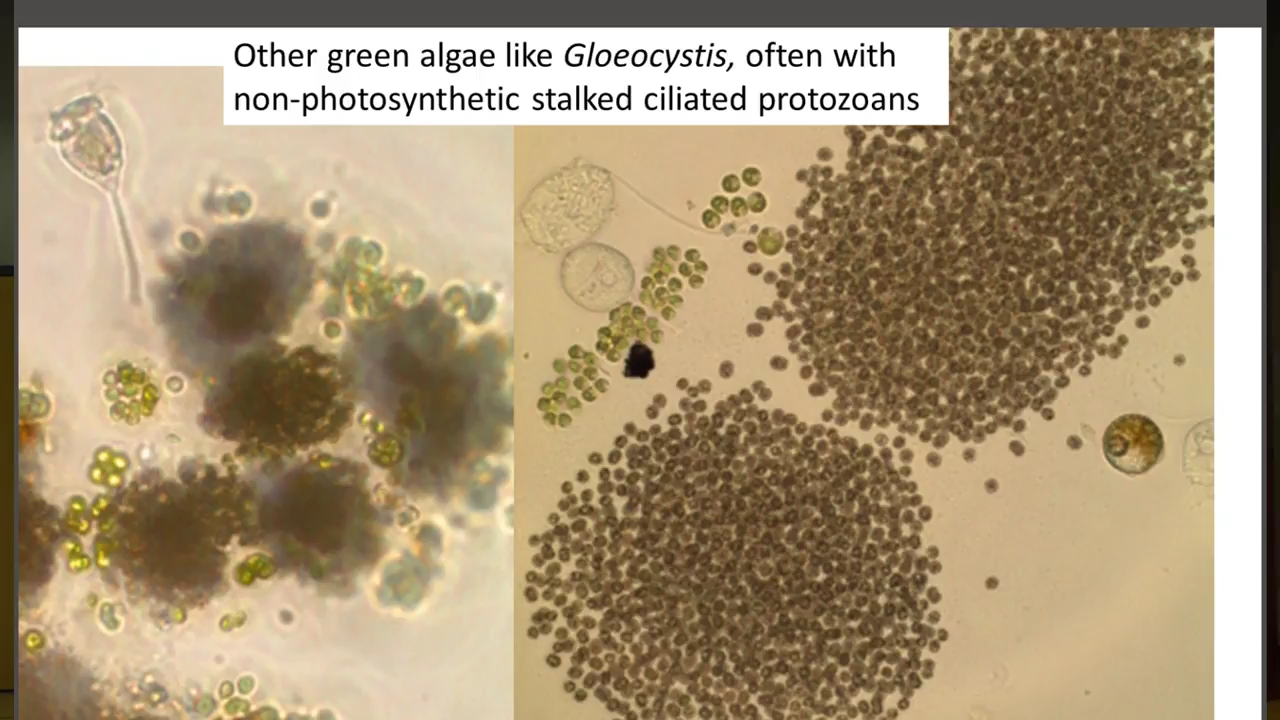 Other green algae like Gloeocystis, often with
non-photosynthetic stalked ciliated protozoans